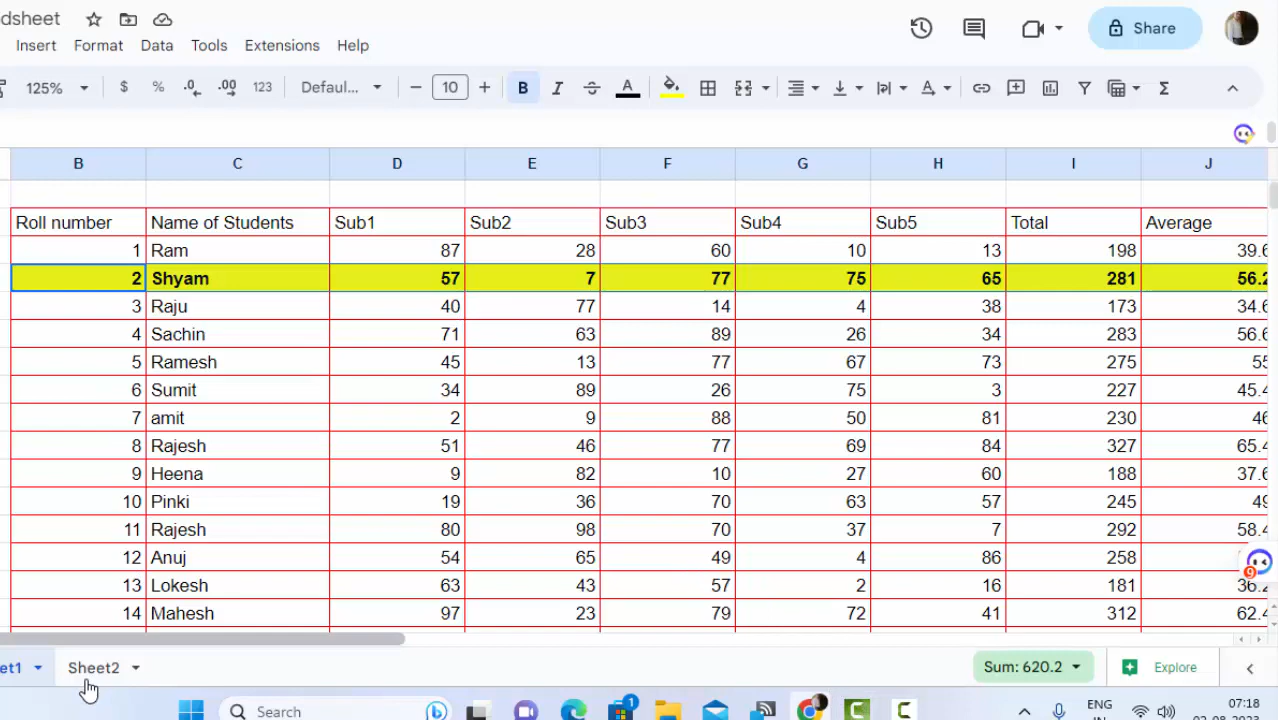 dsheet
Share
Insert Format Data Tools Extensions Help
125% $ % .0 .00 123 Defaul... 10 B I A
B C D E F G H I J
Roll number Name of Students Sub1 Sub2 Sub3 Sub4 Sub5 Total Average
1 Ram 87 28 60 10 13 198 39.6
2 Shyam 57 7 77 75 65 281 56.2
3 Raju 40 77 14 4 38 173 34.6
4 Sachin 71 63 89 26 34 283 56.6
5 Ramesh 45 13 77 67 73 275 55
6 Sumit 34 89 26 75 3 227 45.4
7 amit 2 9 88 50 81 230 46
8 Rajesh 51 46 77 69 84 327 65.4
9 Heena 9 82 10 27 60 188 37.6
10 Pinki 19 36 70 63 57 245 49
11 Rajesh 80 98 70 37 7 292 58.4
12 Anuj 54 65 49 4 86 258
13 Lokesh 63 43 57 2 16 181 36.2
14 Mahesh 97 23 79 72 41 312 62.4
9
et1 Sheet2 Sum: 620.2 Explore
Search 1 ENG 07:18
IN 02-08-2023